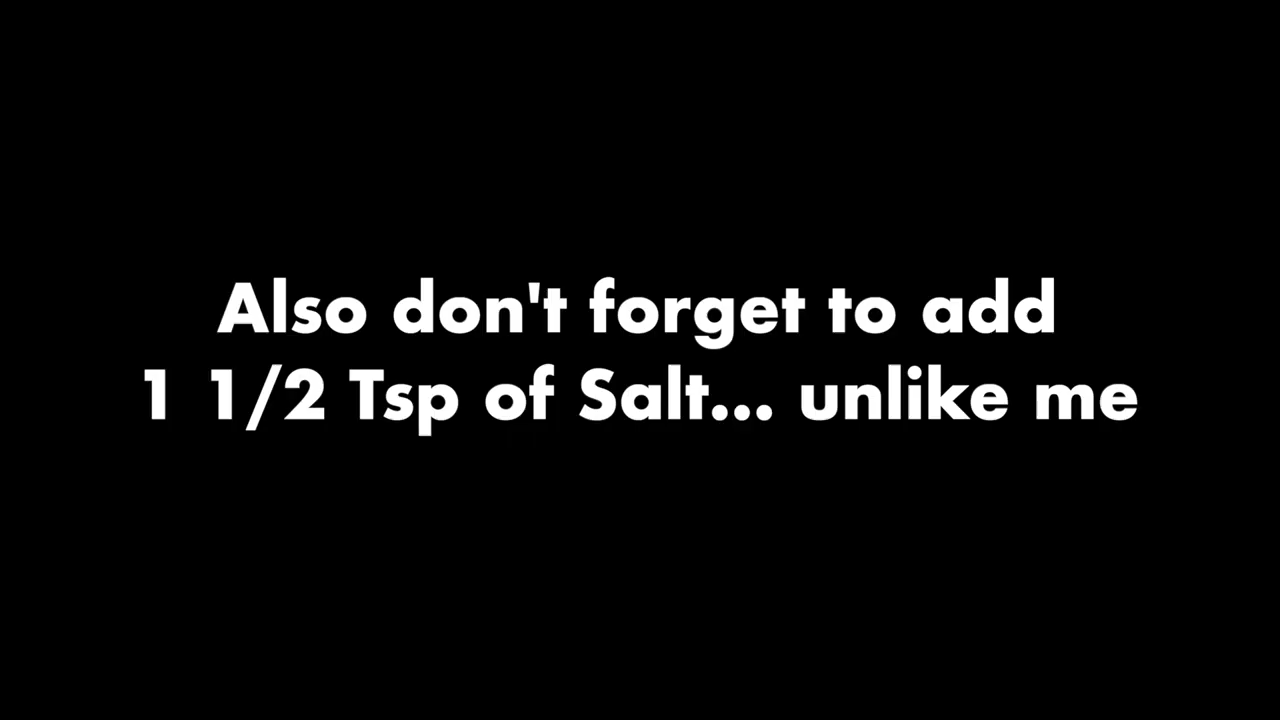 Also don't forget to add
1 1/2 Tsp of Salt... unlike me